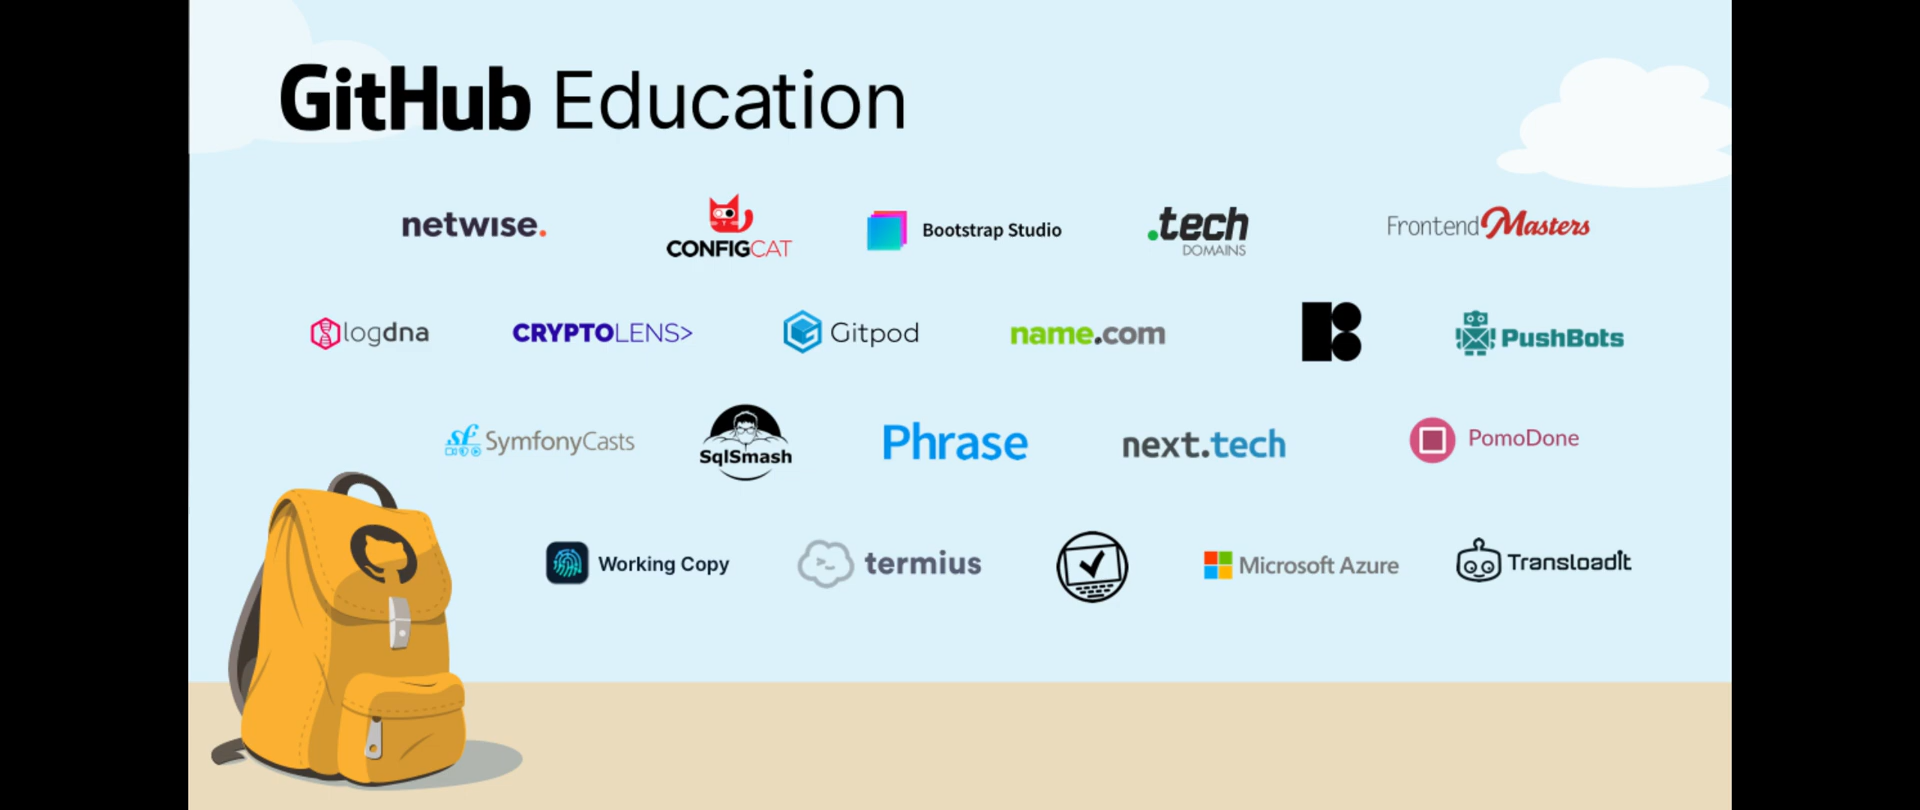 GitHub Education
netwise.
CONFIGCAT
Bootstrap Studio
.tech
DOMAINS
Frontend Masters
logdna
CRYPTOLENS>
Gitpod
name.com
PushBots
sf SymfonyCasts
SqlSmash
Phrase
next.tech
PomoDone
Working Copy
termius
Microsoft Azure
Transloadit